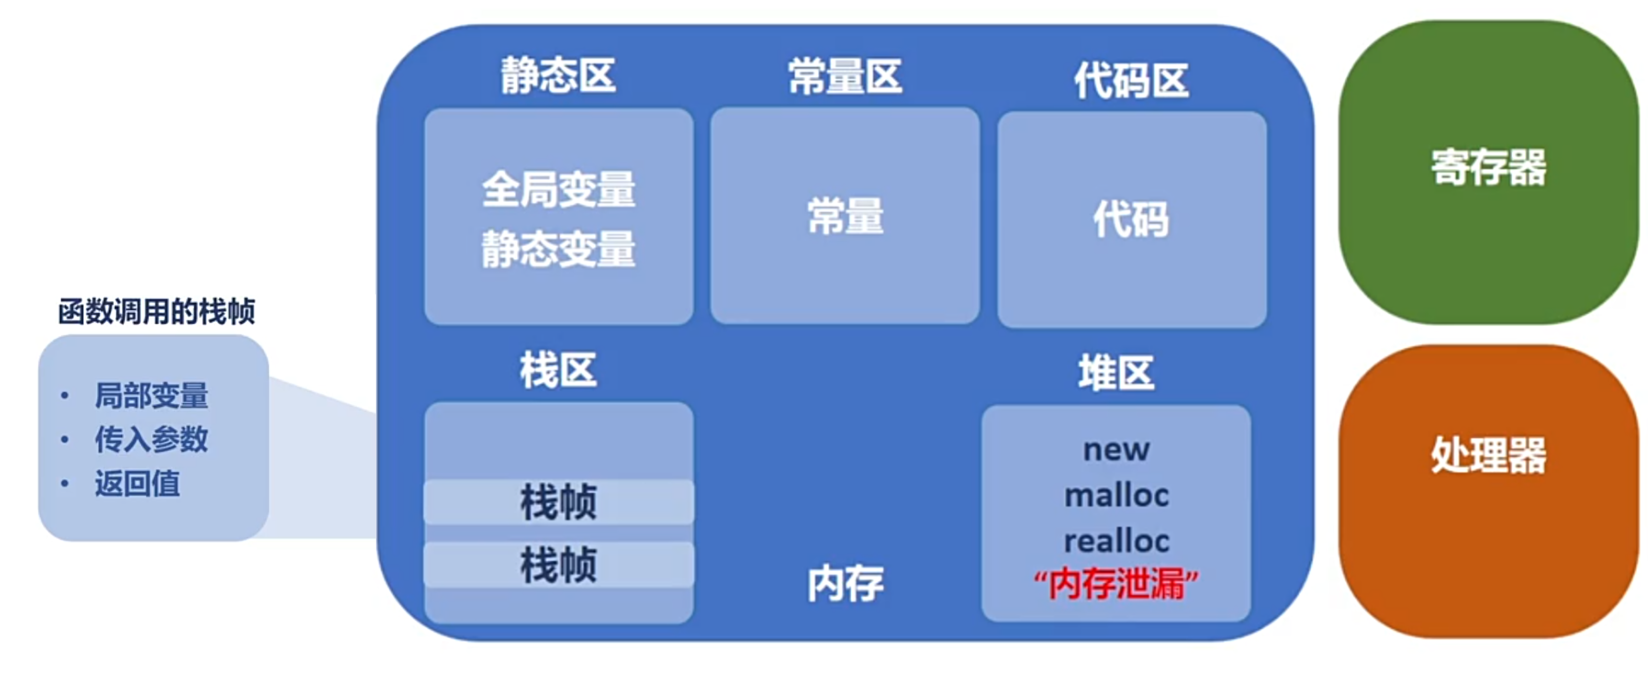 静态区
常量区
代码区
全局变量
静态变量
常量
代码
寄存器
函数调用的栈帧
• 局部变量
• 传入参数
• 返回值
栈区
堆区
栈帧
栈帧
内存
new
malloc
realloc
“内存泄漏”
处理器